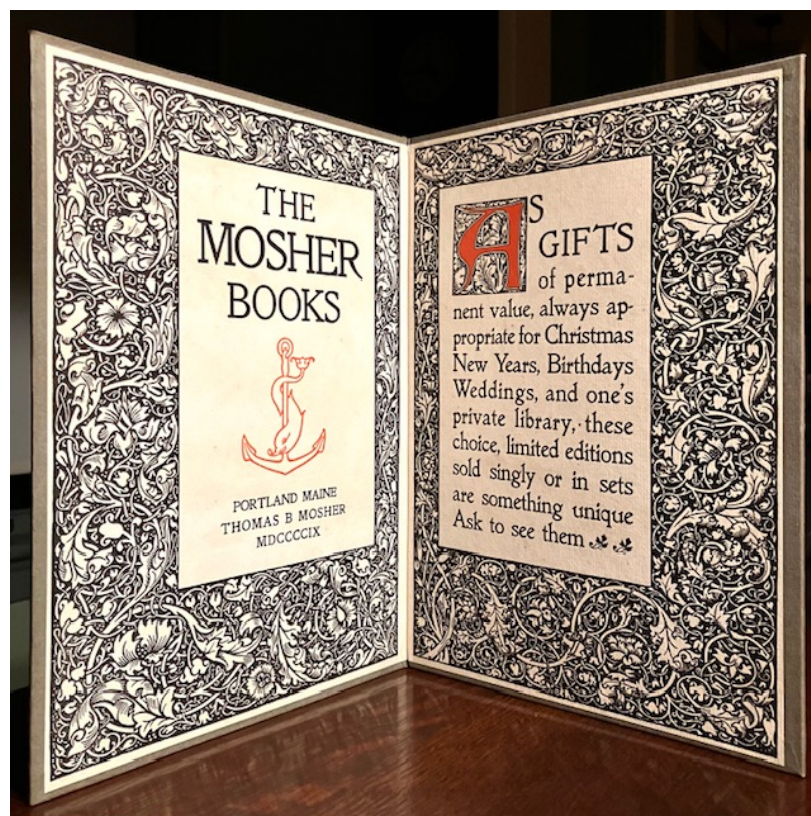 THE
MOSHER
BOOKS
PORTLAND MAINE
THOMAS B MOSHER
MDCCCCIX
AS
GIFTS
of perma-
nent value, always ap-
propriate for Christmas
New Years, Birthdays
Weddings, and one's
private library, these
choice, limited editions
sold singly or in sets
are something unique
Ask to see them